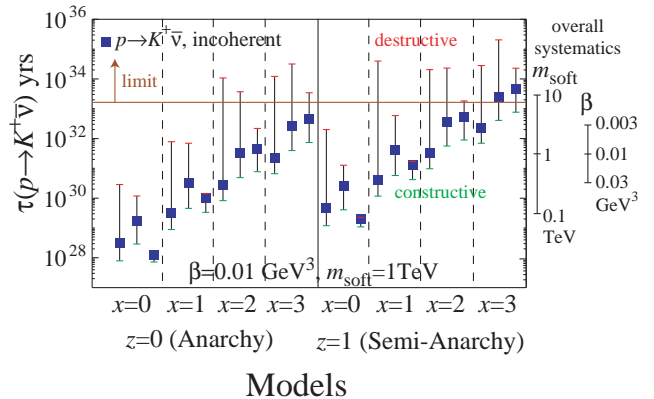 τ(p→K⁺ν̄) yrs
10³⁶
10³⁴
10³²
10³⁰
10²⁸
p→K⁺ν̄, incoherent
limit
destructive
constructive
β=0.01 GeV³, m_soft=1TeV
overall
systematics
m_soft
10
1
0.1
TeV
β
0.003
0.01
0.03
GeV³
x=0 x=1 x=2 x=3 x=0 x=1 x=2 x=3
z=0 (Anarchy) z=1 (Semi-Anarchy)
Models